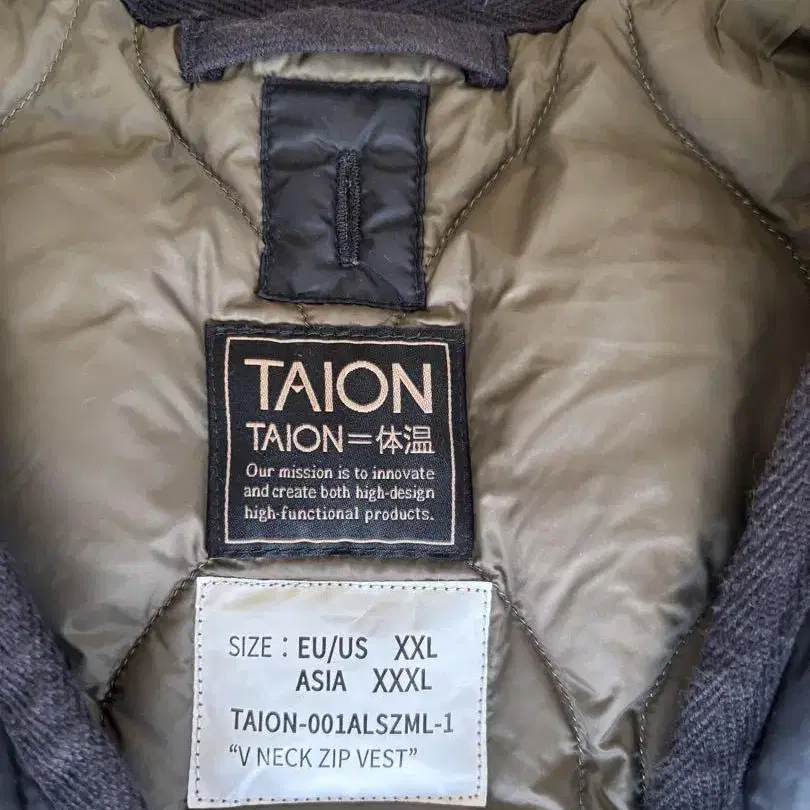 TAION
TAION=体温
Our mission is to innovate
and create both high-design
high-functional products.
SIZE : EU/US XXL
ASIA XXXL
TAION-001ALSZML-1
“V NECK ZIP VEST”